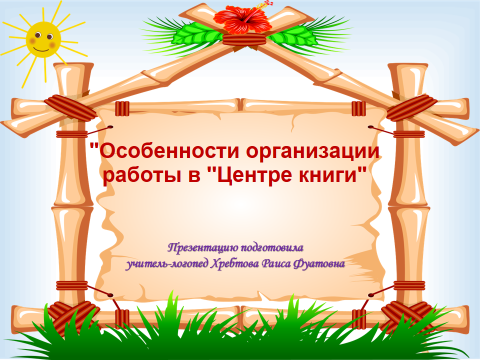 "Особенности организации
работы в "Центре книги"
Презентацию подготовила
учитель-логопед Хребтова Раиса Фуатовна